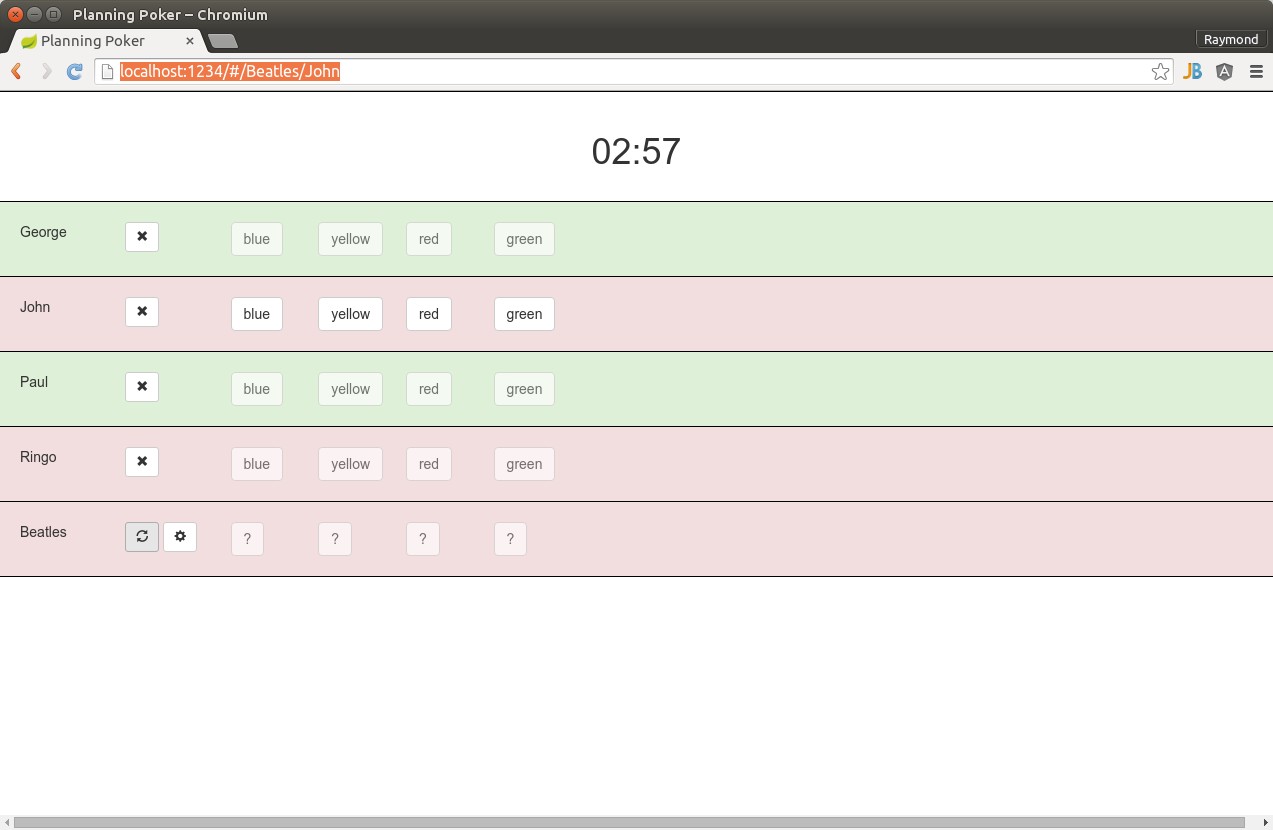 Planning Poker – Chromium
Planning Poker
Raymond
localhost:1234/#/Beatles/John
JB
A
02:57
George blue yellow red green
John blue yellow red green
Paul blue yellow red green
Ringo blue yellow red green
Beatles ? ? ? ?